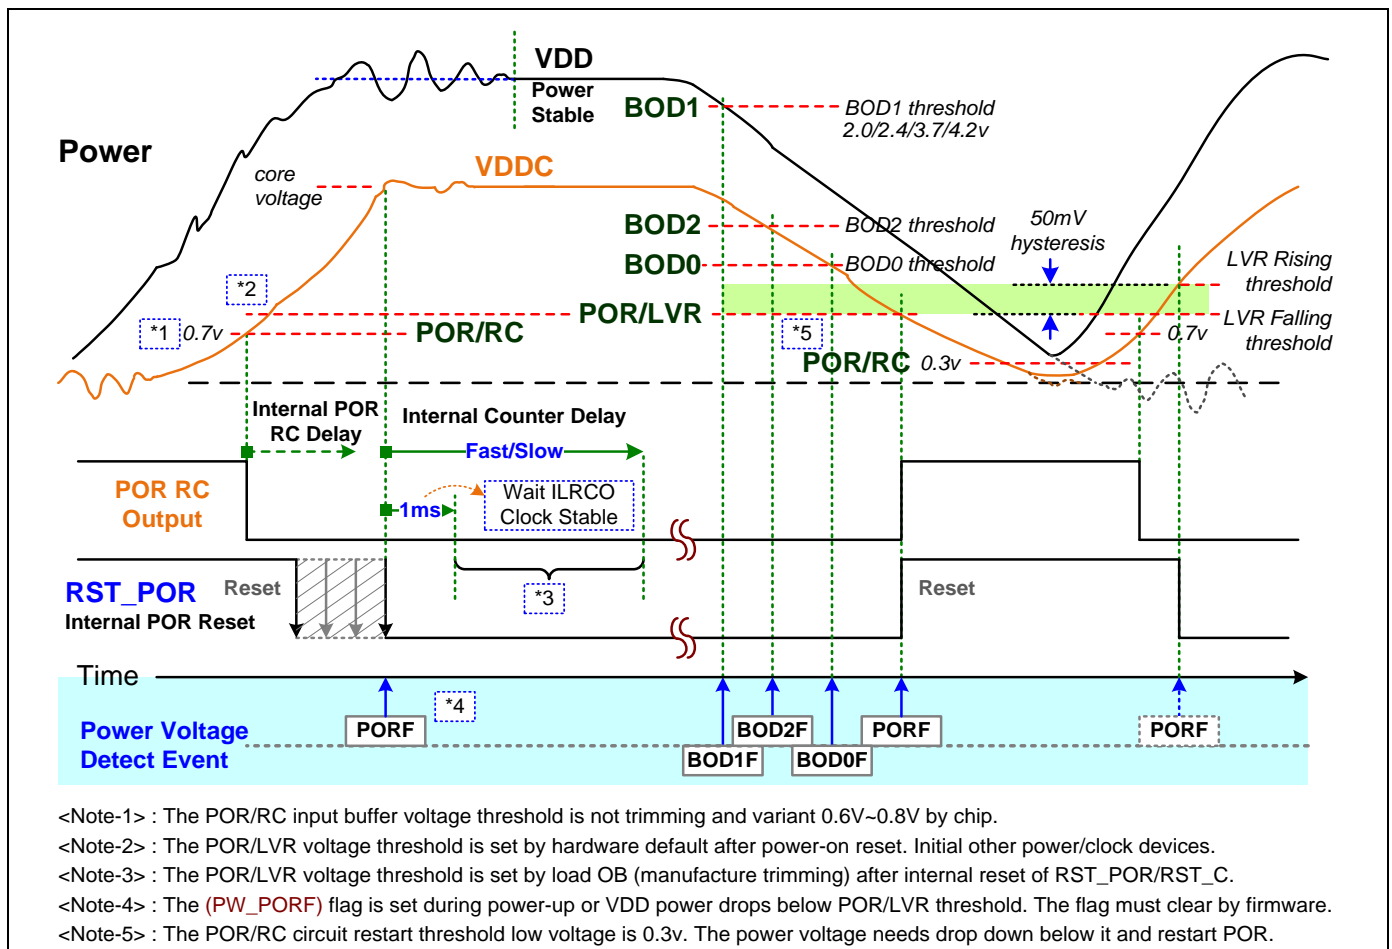 VDD
Power
Stable
BOD1
BOD1 threshold
2.0/2.4/3.7/4.2v
Power
core
voltage
VDDC
BOD2
BOD2 threshold
50mV
hysteresis
BOD0
BOD0 threshold
LVR Rising
threshold
*2
*1
0.7v
POR/RC
POR/LVR
*5
LVR Falling
threshold
0.7v
POR/RC
0.3v
Internal POR
RC Delay
Internal Counter Delay
Fast/Slow
POR RC
Output
1ms
Wait ILRCO
Clock Stable
RST_POR
Internal POR Reset
Reset
*3
Reset
Time
Power Voltage
Detect Event
PORF
*4
BOD1F
BOD2F
BOD0F
PORF
PORF
<Note-1> : The POR/RC input buffer voltage threshold is not trimming and variant 0.6V~0.8V by chip.
<Note-2> : The POR/LVR voltage threshold is set by hardware default after power-on reset. Initial other power/clock devices.
<Note-3> : The POR/LVR voltage threshold is set by load OB (manufacture trimming) after internal reset of RST_POR/RST_C.
<Note-4> : The (PW_PORF) flag is set during power-up or VDD power drops below POR/LVR threshold. The flag must clear by firmware.
<Note-5> : The POR/RC circuit restart threshold low voltage is 0.3v. The power voltage needs drop down below it and restart POR.